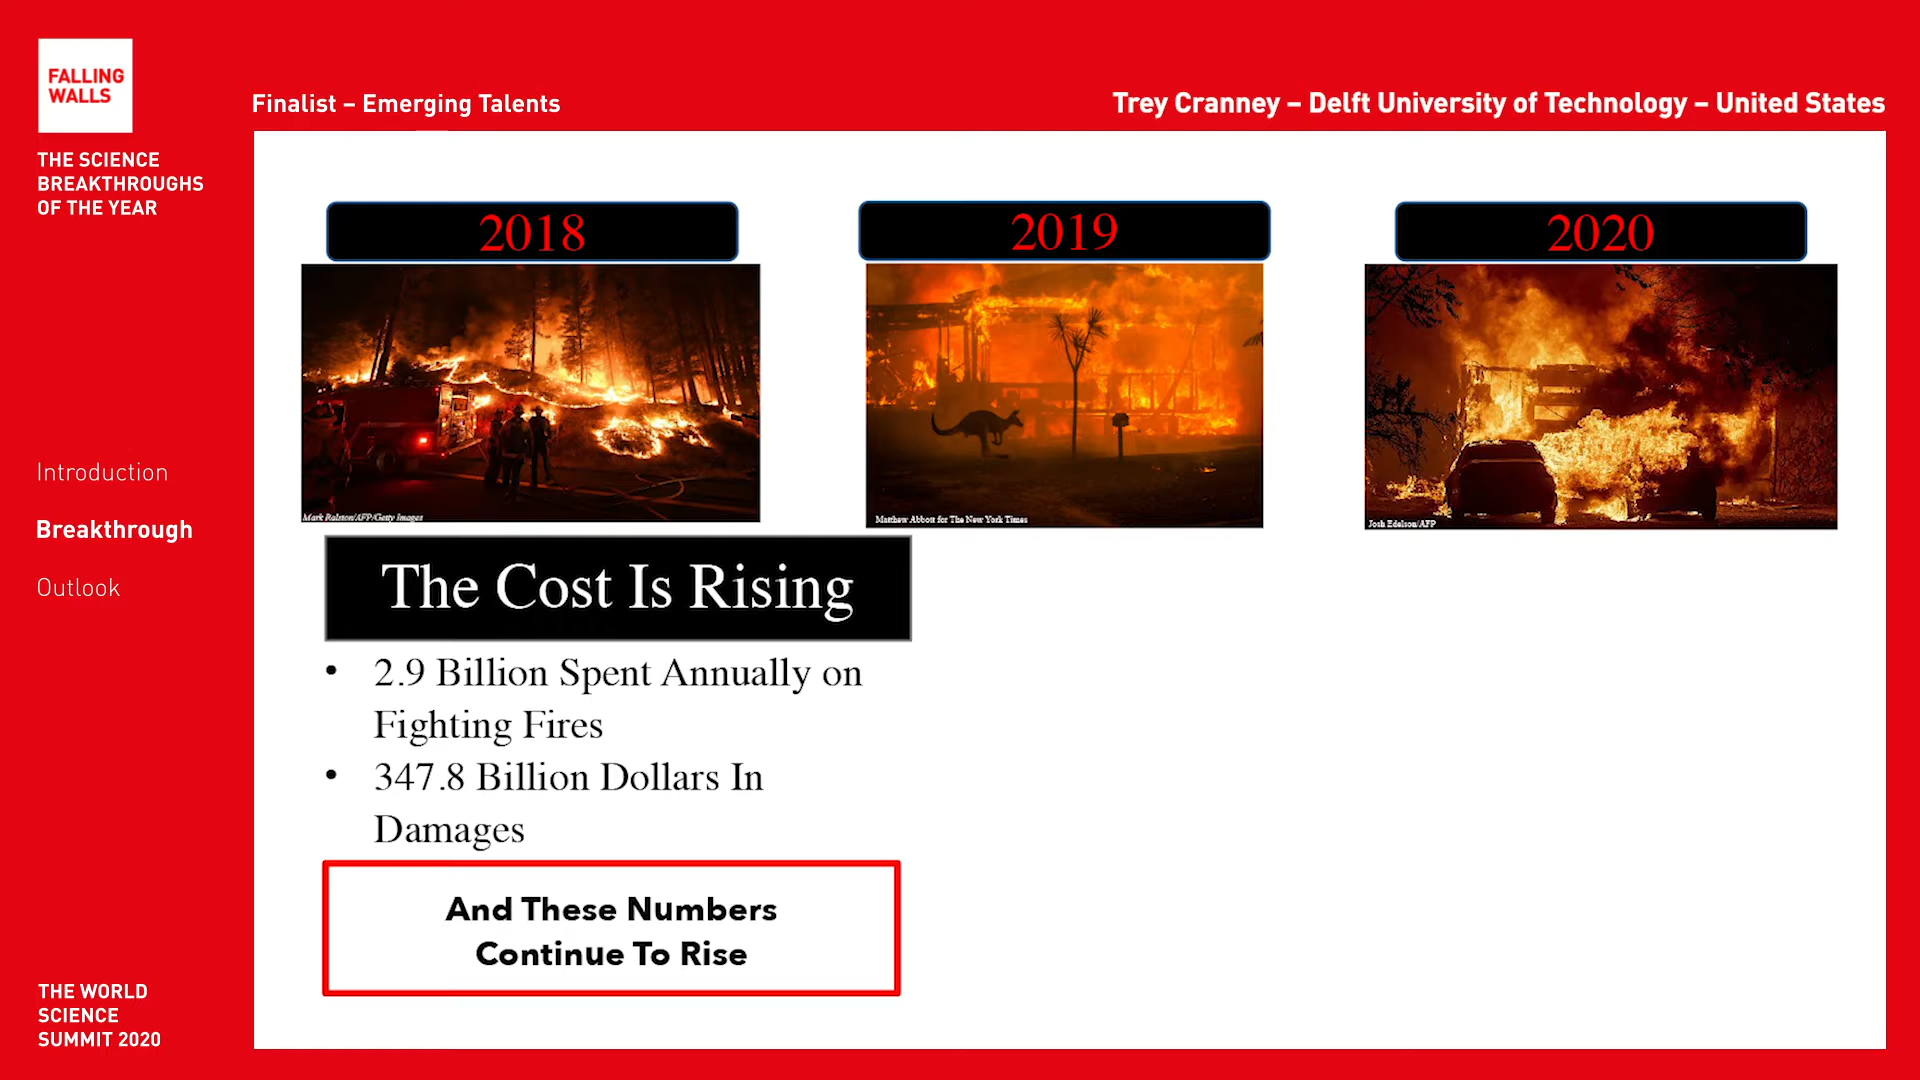 FALLING
WALLS
THE SCIENCE
BREAKTHROUGHS
OF THE YEAR
Finalist – Emerging Talents
Trey Cranney – Delft University of Technology – United States
Introduction
Breakthrough
Outlook
THE WORLD
SCIENCE
SUMMIT 2020
2018
2019
2020
Mark Ralston/AFP/Getty Images
Matthew Abbott for The New York Times
Josh Edelson/AFP
The Cost Is Rising
• 2.9 Billion Spent Annually on
Fighting Fires
• 347.8 Billion Dollars In
Damages
And These Numbers
Continue To Rise